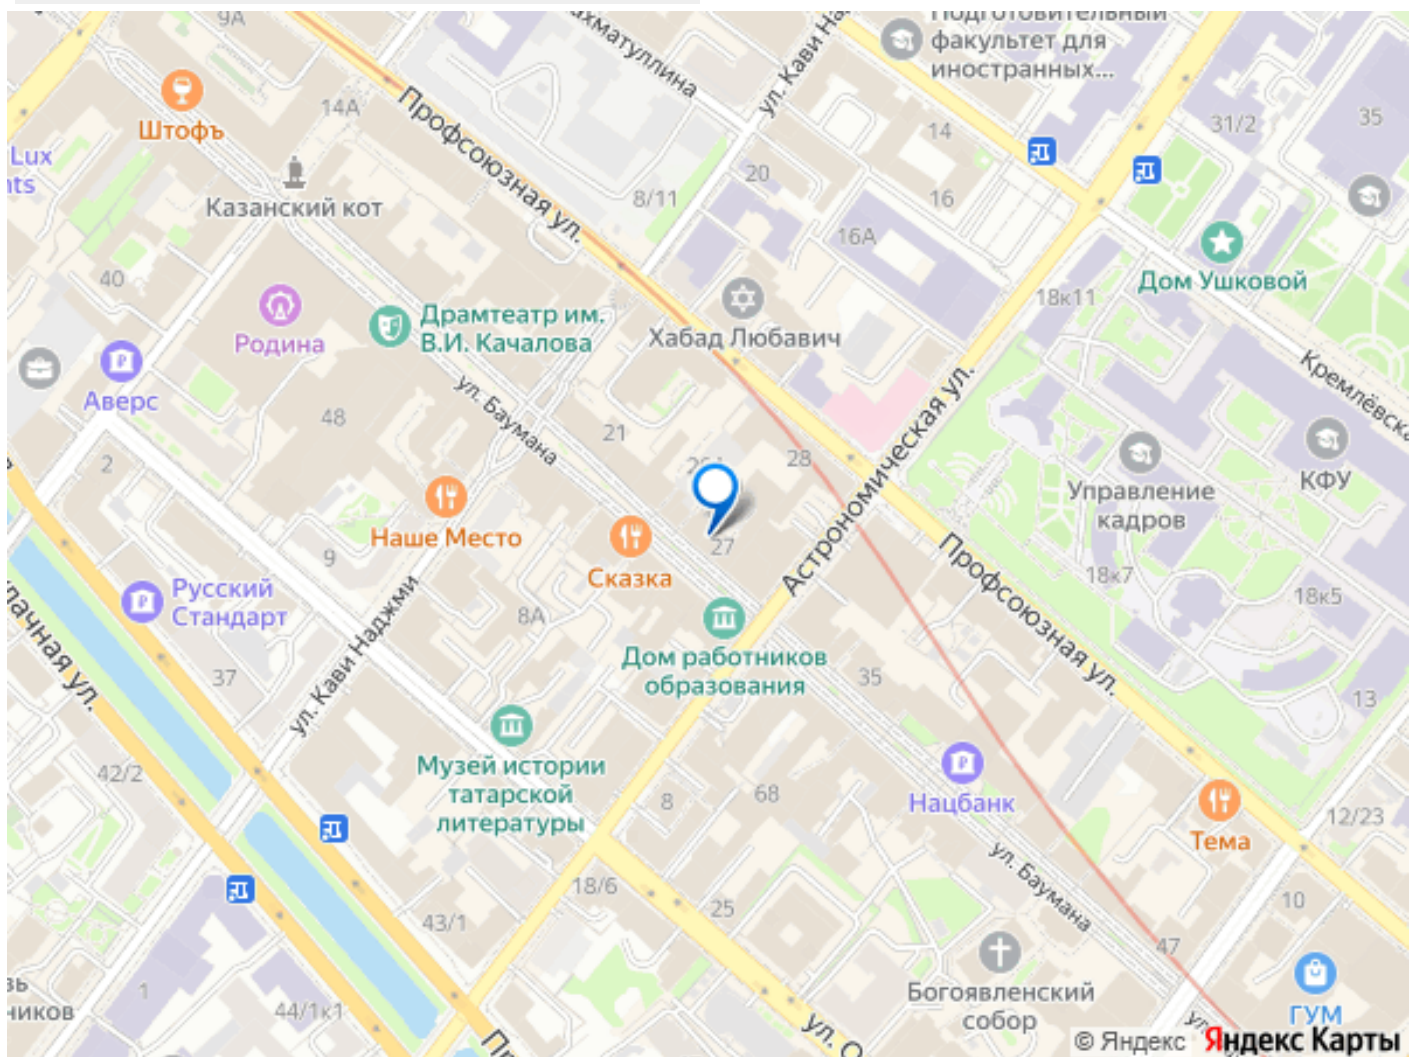 9А
Штофъ
14А
Lux
nts
Казанский кот
Профсоюзная ул.
ул. Кави На
Подготовительный
факультет для
иностранных...
14
31/2
35
20
8/11
16
16А
40
Родина
Драмтеатр им.
В.И. Качалова
Хабад Любавич
18к11
Дом Ушковой
Аверс
ул. Баумана
48
21
28
Астрономическая ул.
Кремлёвска
КФУ
Управление
кадров
2
Наше Место
9
Сказка
27
Русский
Стандарт
8А
Дом работников
образования
18к7
18к5
Профсоюзная ул.
37
ул. Кави Наджми
35
13
42/2
Музей истории
татарской
литературы
8
68
Нацбанк
Тема
12/23
ул. Баумана
18/6
25
43/1
10
47
1
44/1к1
Богоявленский
собор
ГУМ
© Яндекс
Яндекс Карты